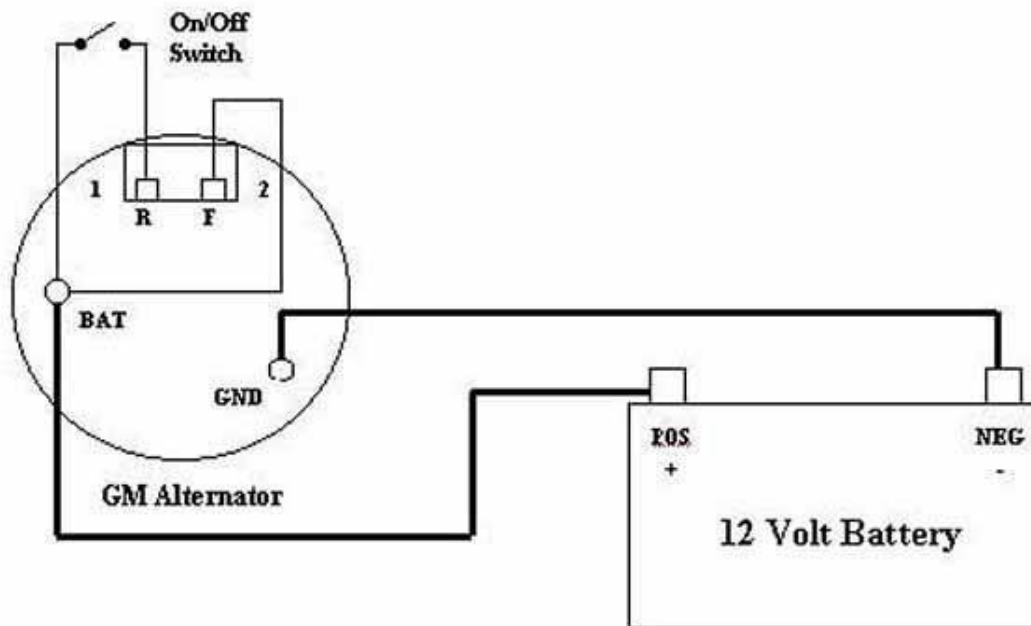 On/Off
Switch
1
2
R
F
BAT
GND
GM Alternator
POS
NEG
+
-
12 Volt Battery